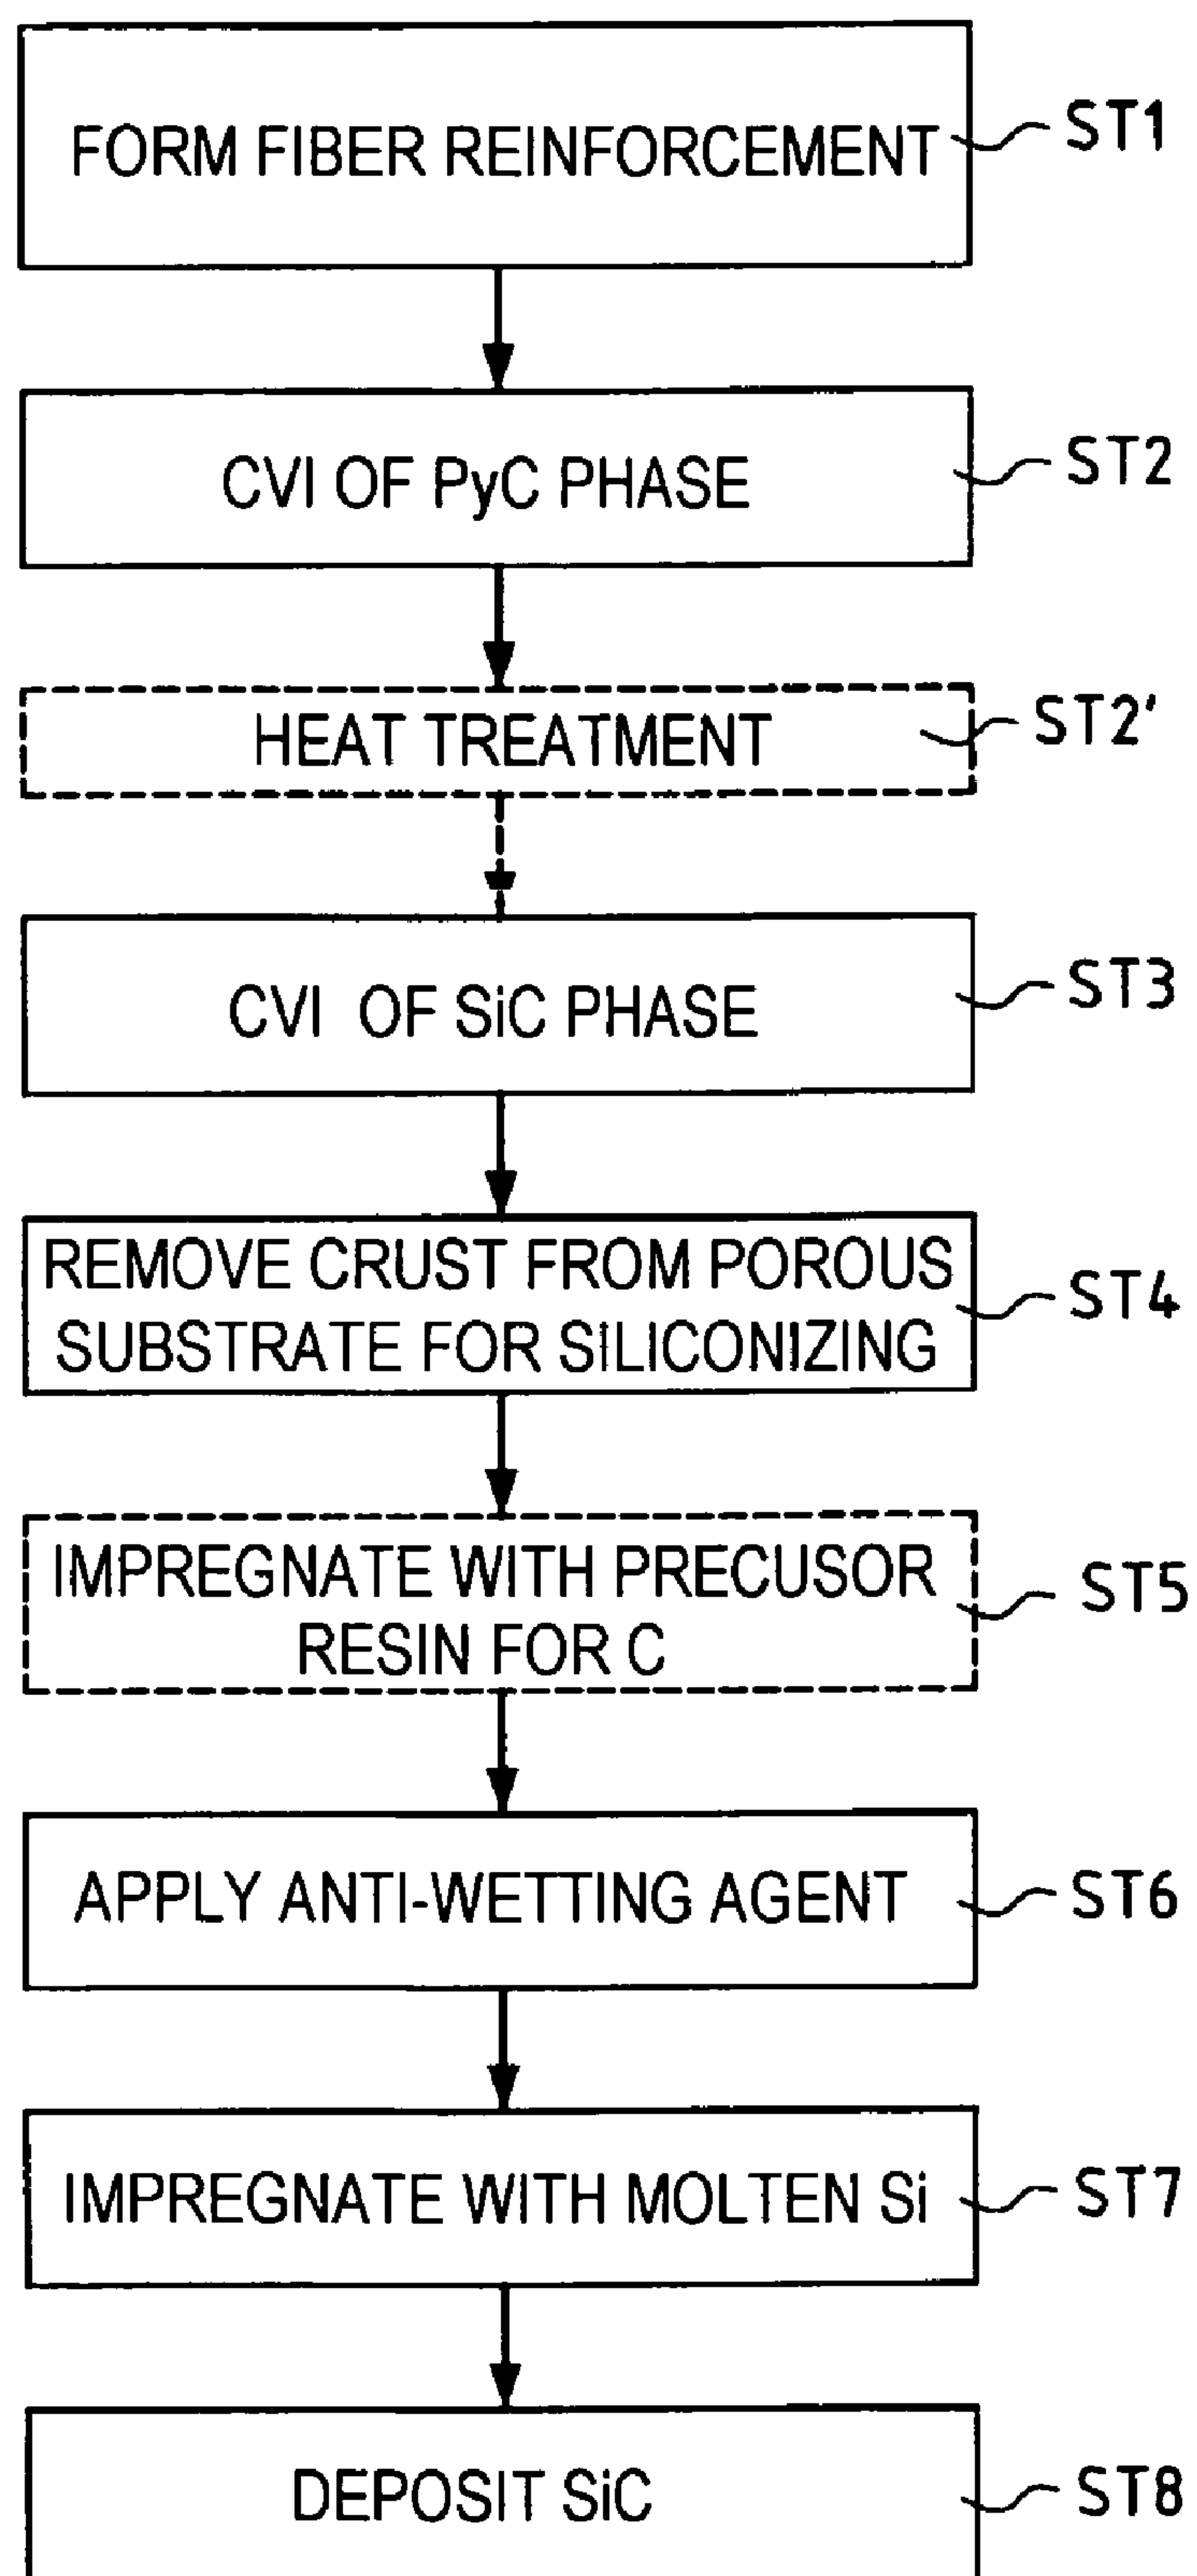 FORM FIBER REINFORCEMENT
ST1
CVI OF PyC PHASE
ST2
HEAT TREATMENT
ST2'
CVI OF SiC PHASE
ST3
REMOVE CRUST FROM POROUS
SUBSTRATE FOR SILICONIZING
ST4
IMPREGNATE WITH PRECUSOR
RESIN FOR C
ST5
APPLY ANTI-WETTING AGENT
ST6
IMPREGNATE WITH MOLTEN Si
ST7
DEPOSIT SiC
ST8